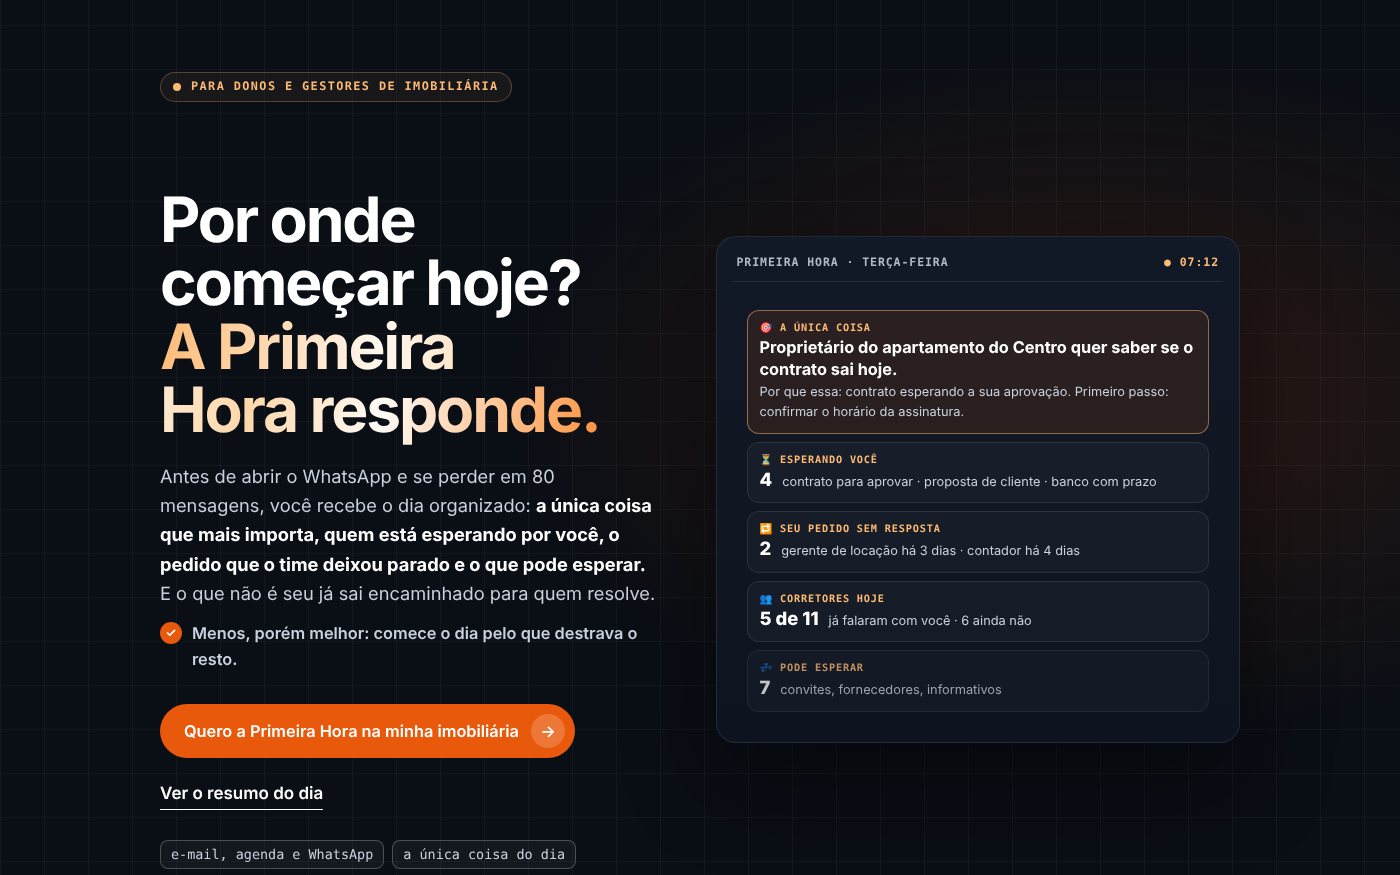 PARA DONOS E GESTORES DE IMOBILIÁRIA
Por onde
começar hoje?
A Primeira
Hora responde.
Antes de abrir o WhatsApp e se perder em 80
mensagens, você recebe o dia organizado: a única coisa
que mais importa, quem está esperando por você, o
pedido que o time deixou parado e o que pode esperar.
E o que não é seu já sai encaminhado para quem resolve.
Menos, porém melhor: comece o dia pelo que destrava o
resto.
Quero a Primeira Hora na minha imobiliária →
Ver o resumo do dia
e-mail, agenda e WhatsApp
a única coisa do dia
PRIMEIRA HORA · TERÇA-FEIRA
07:12
A ÚNICA COISA
Proprietário do apartamento do Centro quer saber se o
contrato sai hoje.
Por que essa: contrato esperando a sua aprovação. Primeiro passo:
confirmar o horário da assinatura.
ESPERANDO VOCÊ
4 contrato para aprovar · proposta de cliente · banco com prazo
SEU PEDIDO SEM RESPOSTA
2 gerente de locação há 3 dias · contador há 4 dias
CORRETORES HOJE
5 de 11 já falaram com você · 6 ainda não
PODE ESPERAR
7 convites, fornecedores, informativos